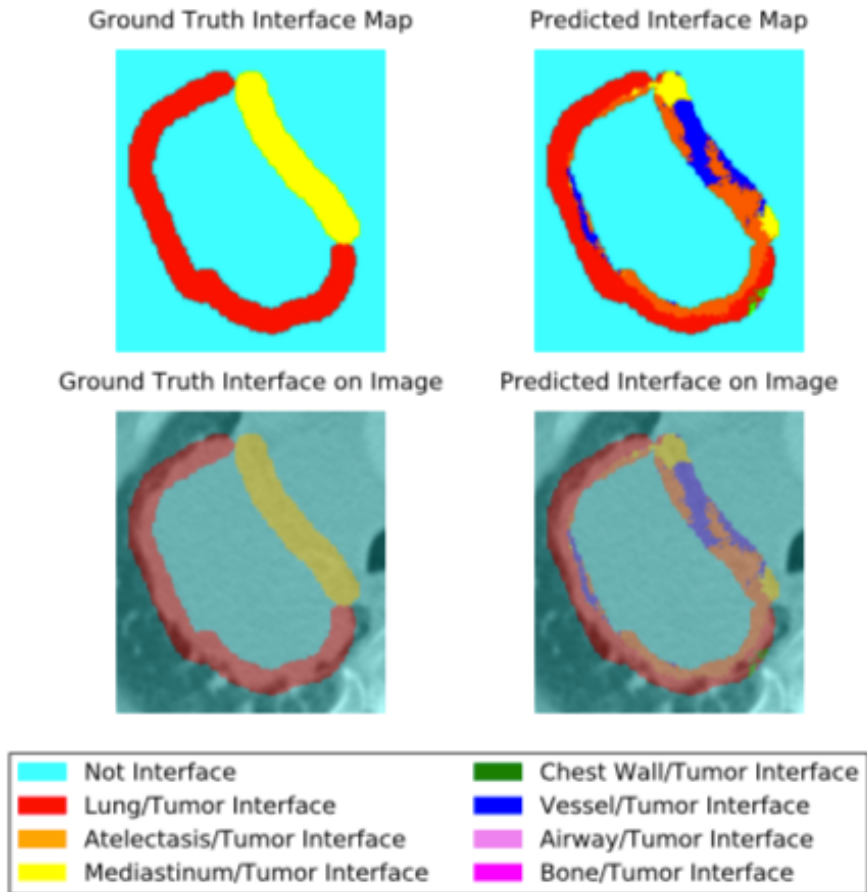 Ground Truth Interface Map
Predicted Interface Map
Ground Truth Interface on Image
Predicted Interface on Image
Not Interface
Lung/Tumor Interface
Atelectasis/Tumor Interface
Mediastinum/Tumor Interface
Chest Wall/Tumor Interface
Vessel/Tumor Interface
Airway/Tumor Interface
Bone/Tumor Interface